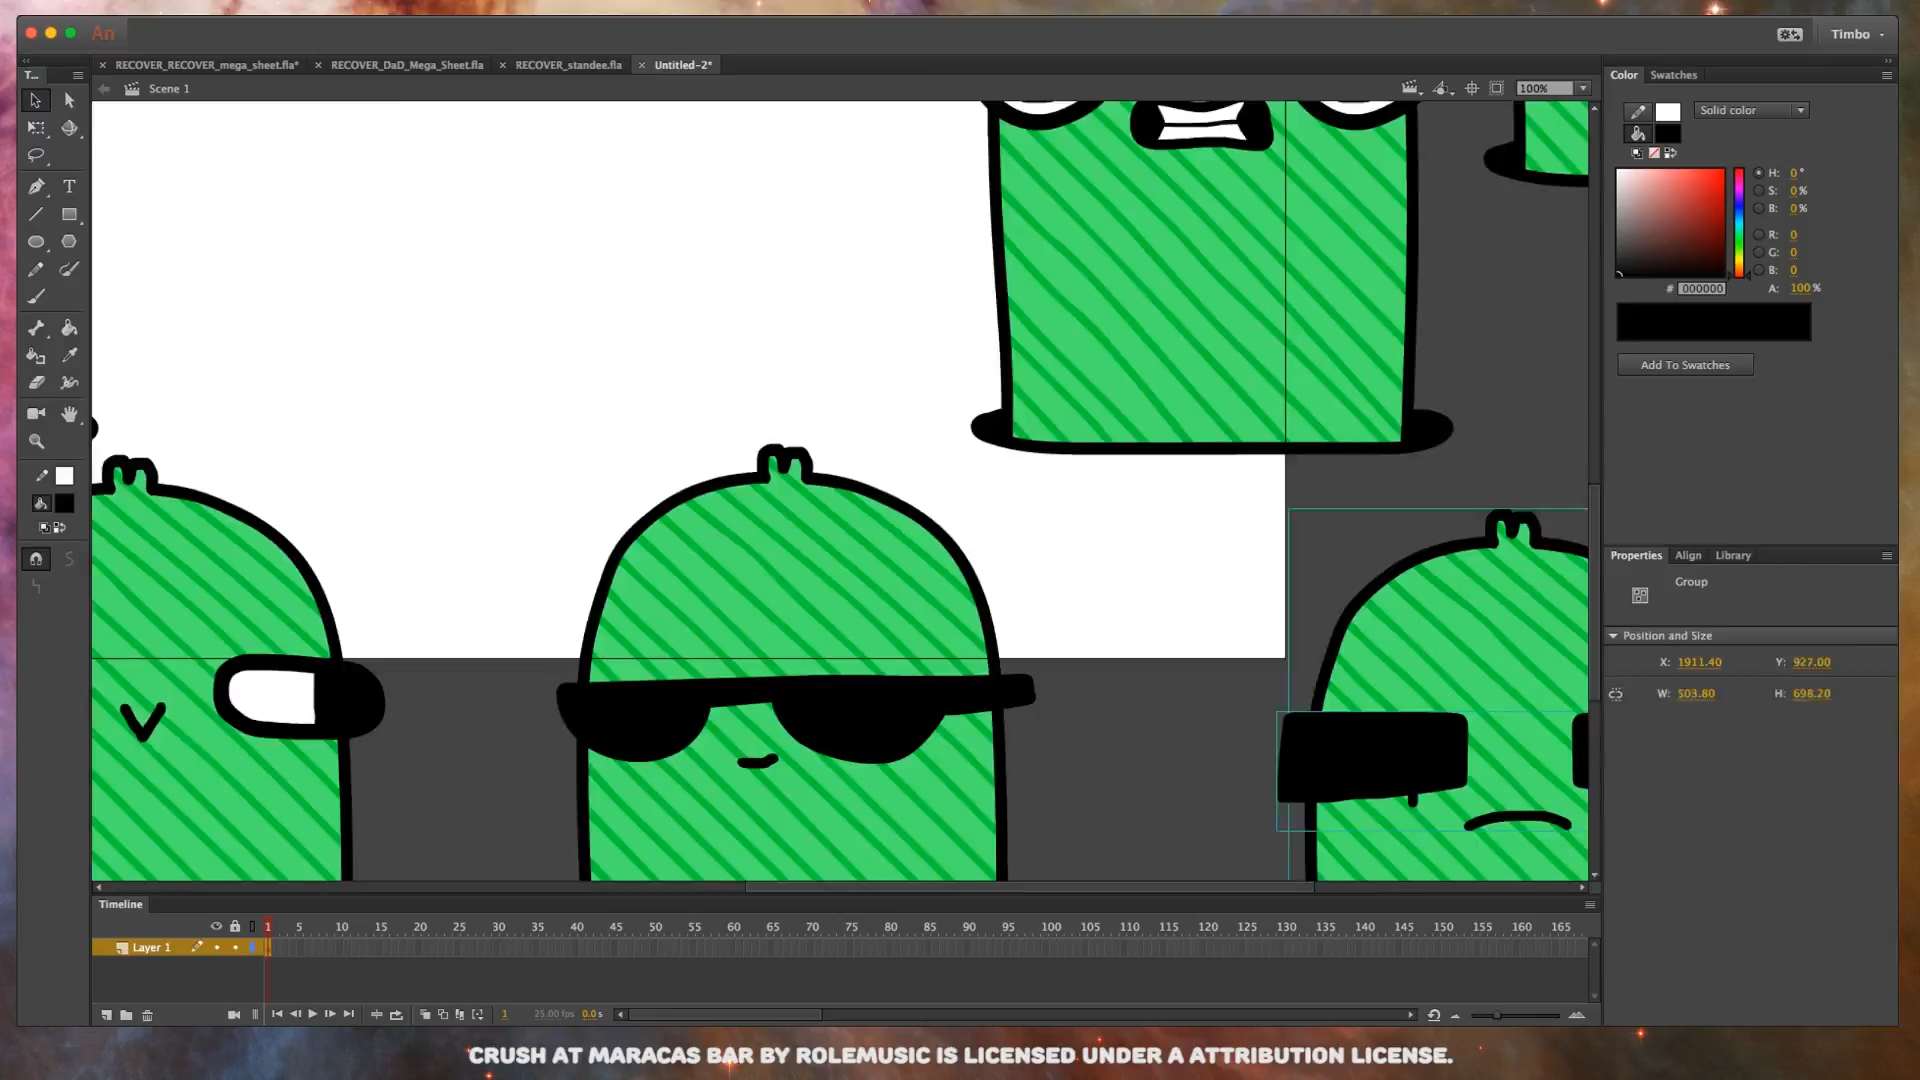 An
Timbo
RECOVER_RECOVER_mega_sheet.fla*
RECOVER_DaD_Mega_Sheet.fla
RECOVER_standee.fla
Untitled-2*
T...
Scene 1
100%
Color
Swatches
Solid color
H: 0 °
S: 0 %
B: 0 %
R: 0
G: 0
B: 0
# 000000
A: 100 %
Add To Swatches
Properties
Align
Library
Group
Position and Size
X: 1911.40
Y: 927.00
W: 503.80
H: 698.20
Timeline
1 5 10 15 20 25 30 35 40 45 50 55 60 65 70 75 80 85 90 95 100 105 110 115 120 125 130 135 140 145 150 155 160 165
Layer 1
1
25.00 fps
0.0 s
CRUSH AT MARACAS BAR BY ROLEMUSIC IS LICENSED UNDER A ATTRIBUTION LICENSE.